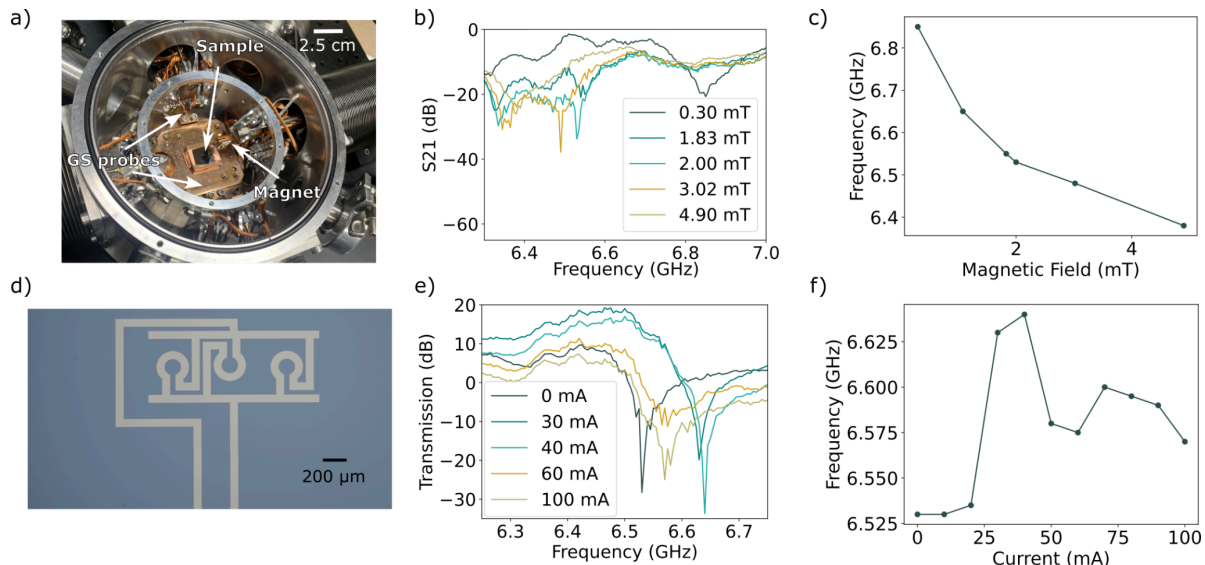 a)
Sample
2.5 cm
GS probes
Magnet
b)
0
−20
−40
−60
S21 (dB)
0.30 mT
1.83 mT
2.00 mT
3.02 mT
4.90 mT
6.4
6.6
6.8
7.0
Frequency (GHz)
c)
6.8
6.7
6.6
6.5
6.4
Frequency (GHz)
2
4
Magnetic Field (mT)
d)
200 μm
e)
20
10
0
−10
−20
−30
Transmission (dB)
0 mA
30 mA
40 mA
60 mA
100 mA
6.3
6.4
6.5
6.6
6.7
Frequency (GHz)
f)
6.625
6.600
6.575
6.550
6.525
Frequency (GHz)
0
25
50
75
100
Current (mA)